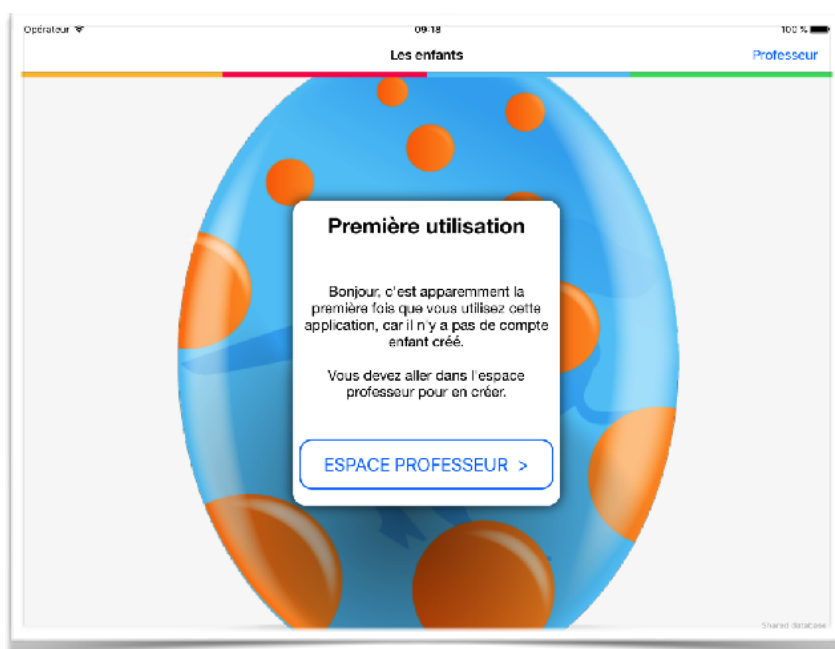 Opérateur
09:18
100 %
Les enfants
Professeur
Première utilisation
Bonjour, c'est apparemment la
première fois que vous utilisez cette
application, car il n'y a pas de compte
enfant créé.
Vous devez aller dans l'espace
professeur pour en créer.
ESPACE PROFESSEUR >
Shared database